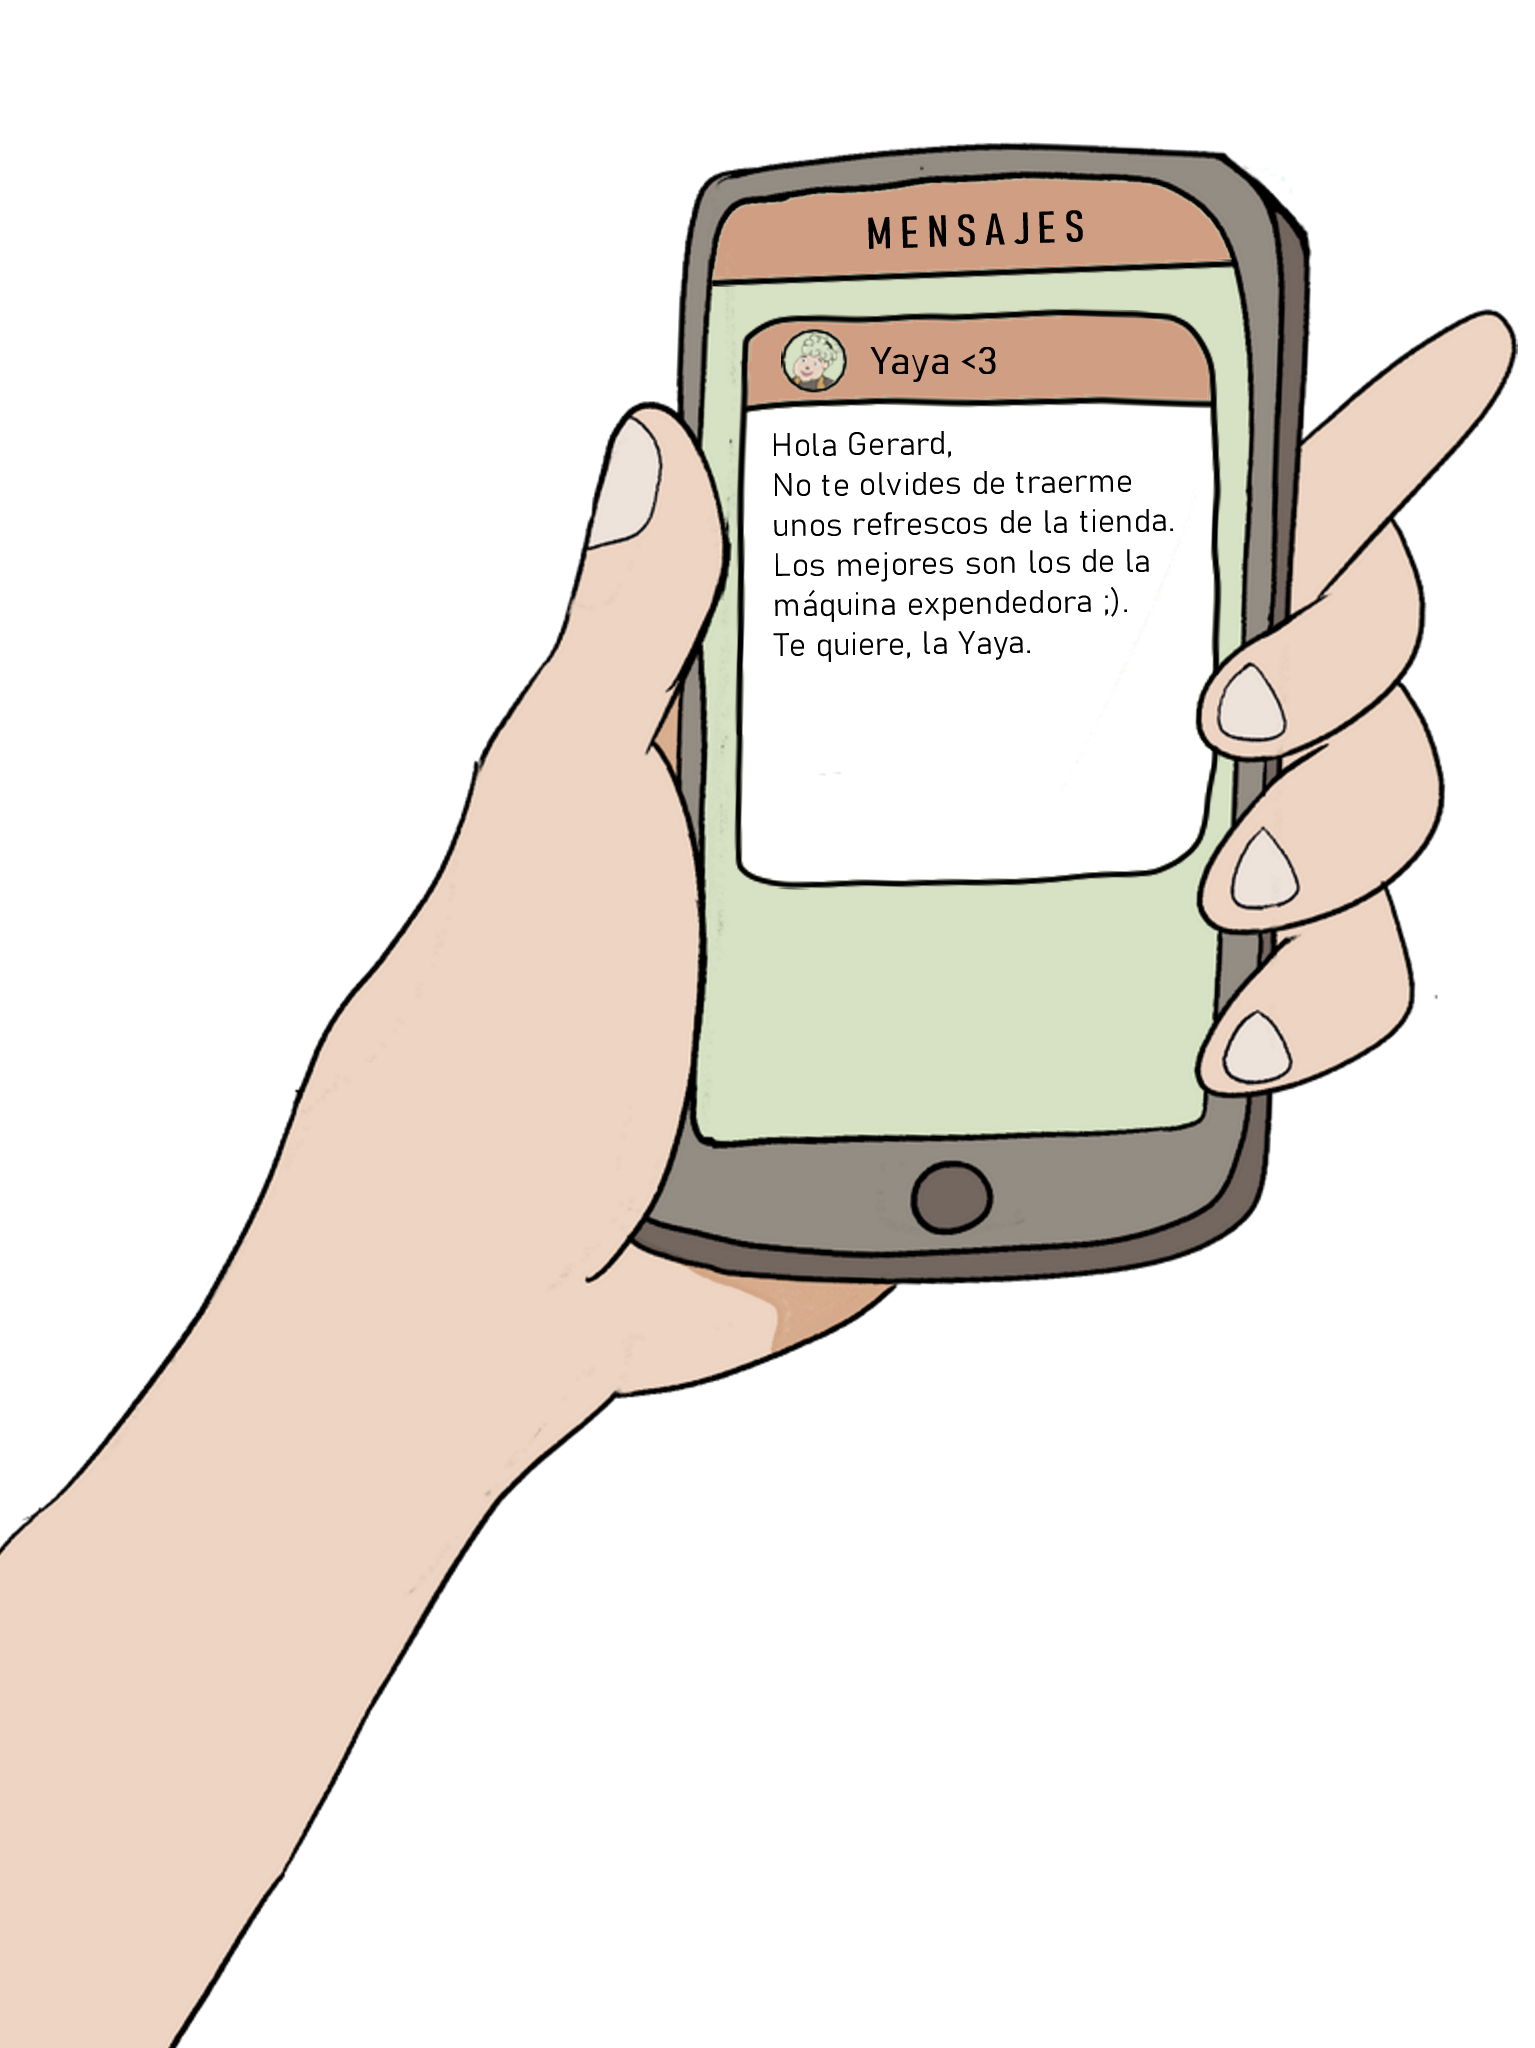 MENSAJES
Yaya <3
Hola Gerard,
No te olvides de traerme
unos refrescos de la tienda.
Los mejores son los de la
máquina expendedora ;).
Te quiere, la Yaya.